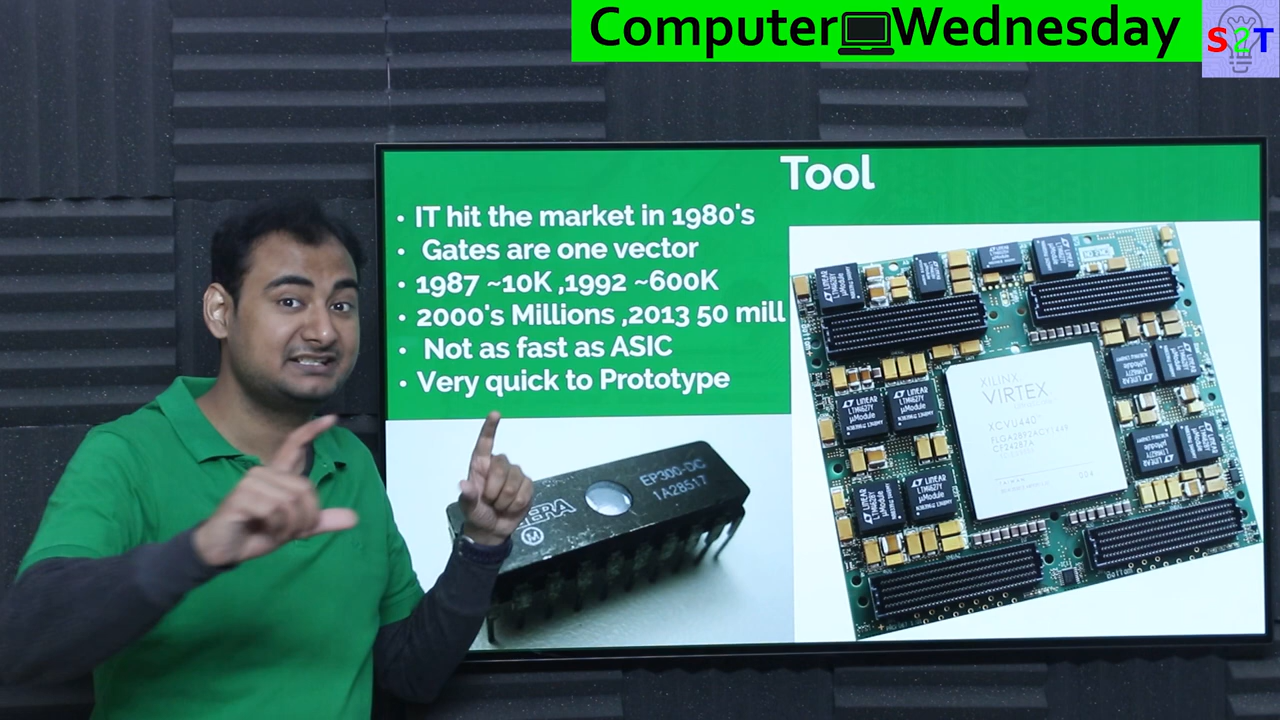 Computer Wednesday
S2T
Tool
• IT hit the market in 1980's
• Gates are one vector
• 1987 ~10K ,1992 ~600K
• 2000's Millions ,2013 50 mill
• Not as fast as ASIC
• Very quick to Prototype
EP300-DC
1A28517
XILINX
VIRTEX
XCVU440
LINEAR
LTM4627Y
µModule